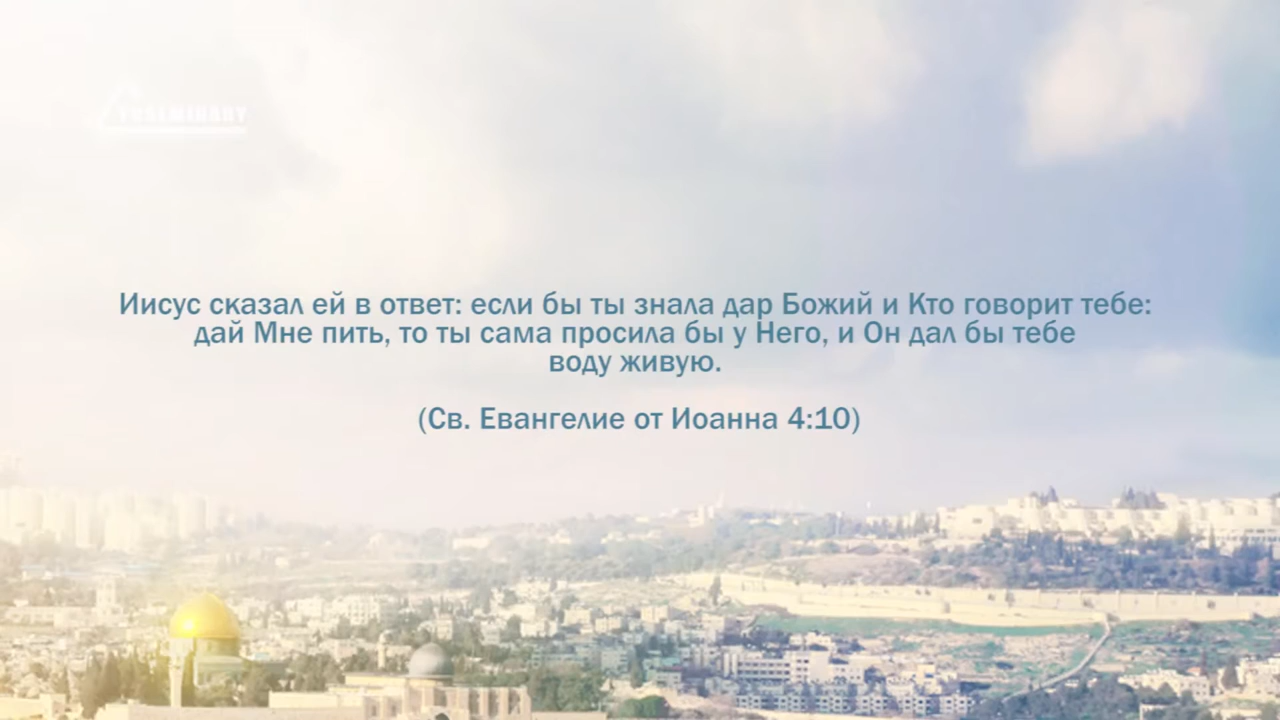 Иисус сказал ей в ответ: если бы ты знала дар Божий и Кто говорит тебе:
дай Мне пить, то ты сама просила бы у Него, и Он дал бы тебе
воду живую.
(Св. Евангелие от Иоанна 4:10)